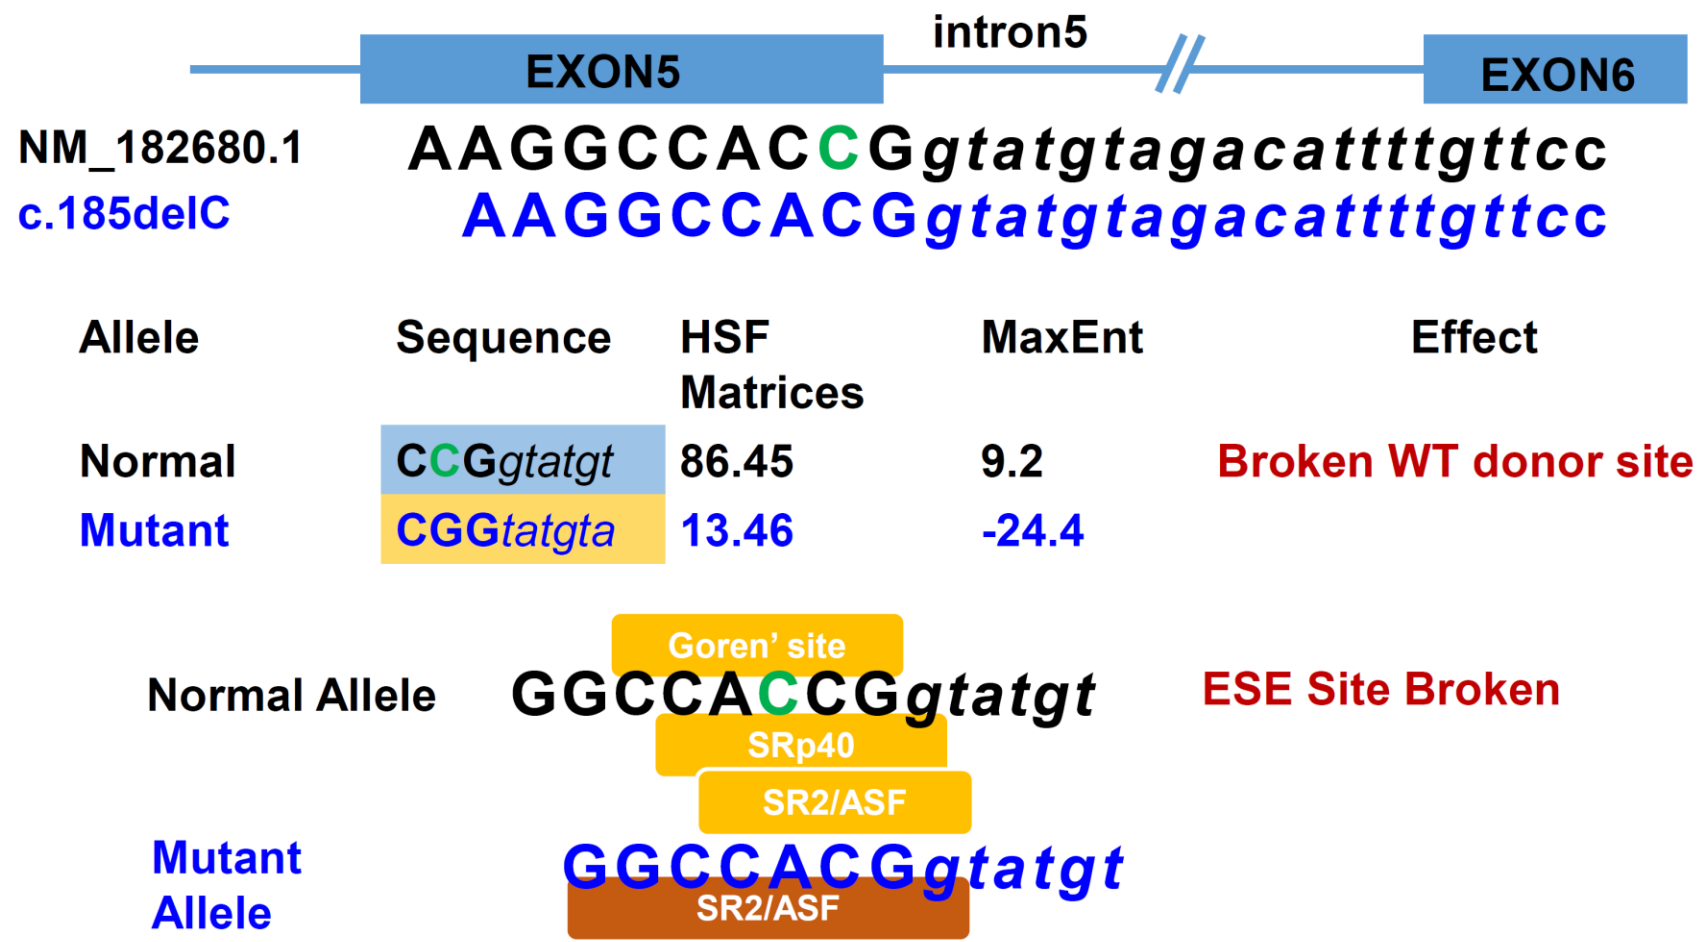 intron5
EXON5
EXON6
NM_182680.1 AAGGCCACCGgtatgtagacattttgttcc
c.185delC AAGGCCACGgtatgtagacattttgttcc
Allele Sequence HSF Matrices MaxEnt Effect
Normal CCGgtatgt 86.45 9.2 Broken WT donor site
Mutant CGGtatgta 13.46 -24.4
Goren’ site
Normal Allele GGCCACCGgtatgt ESE Site Broken
SRp40
SR2/ASF
Mutant Allele GGCCACGgtatgt
SR2/ASF